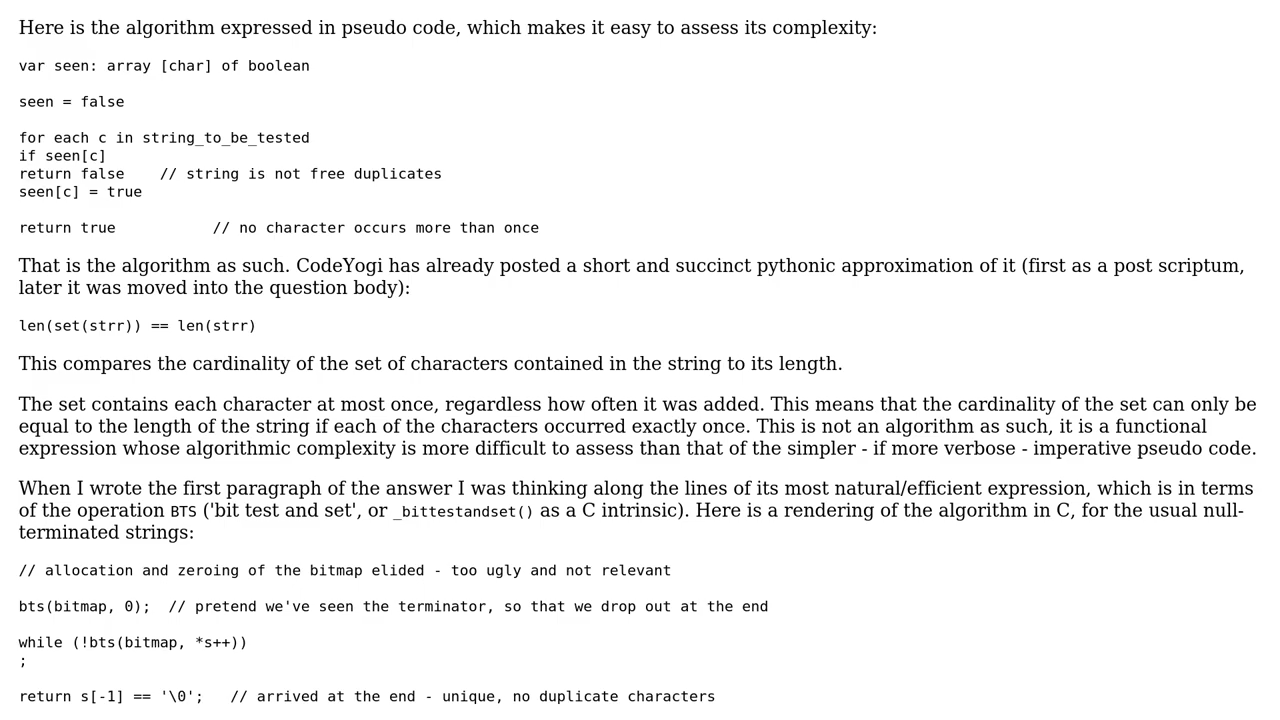 Here is the algorithm expressed in pseudo code, which makes it easy to assess its complexity:
var seen: array [char] of boolean
seen = false
for each c in string_to_be_tested
if seen[c]
return false    // string is not free duplicates
seen[c] = true
return true           // no character occurs more than once
That is the algorithm as such. CodeYogi has already posted a short and succinct pythonic approximation of it (first as a post scriptum,
later it was moved into the question body):
len(set(strr)) == len(strr)
This compares the cardinality of the set of characters contained in the string to its length.
The set contains each character at most once, regardless how often it was added. This means that the cardinality of the set can only be
equal to the length of the string if each of the characters occurred exactly once. This is not an algorithm as such, it is a functional
expression whose algorithmic complexity is more difficult to assess than that of the simpler - if more verbose - imperative pseudo code.
When I wrote the first paragraph of the answer I was thinking along the lines of its most natural/efficient expression, which is in terms
of the operation BTS ('bit test and set', or _bittestandset() as a C intrinsic). Here is a rendering of the algorithm in C, for the usual null-
terminated strings:
// allocation and zeroing of the bitmap elided - too ugly and not relevant
bts(bitmap, 0);  // pretend we've seen the terminator, so that we drop out at the end
while (!bts(bitmap, *s++))
;
return s[-1] == '\0';   // arrived at the end - unique, no duplicate characters